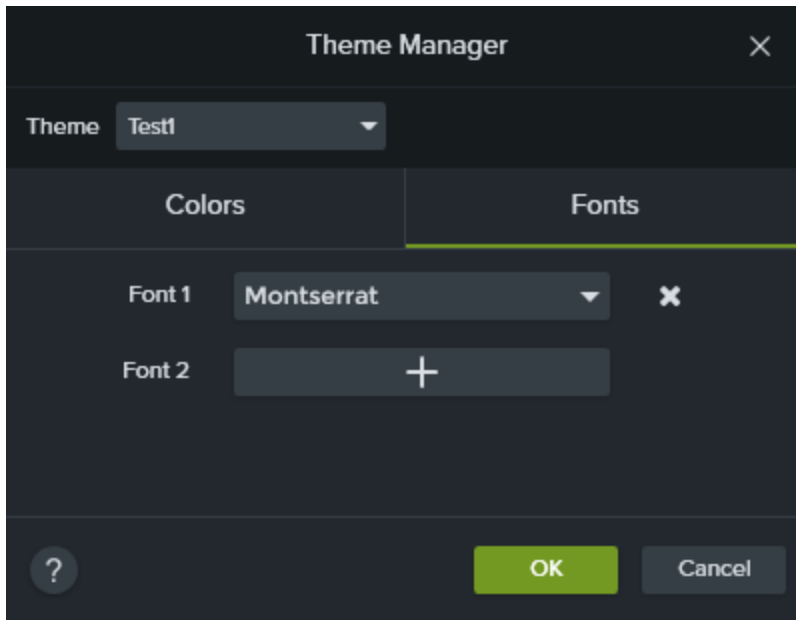 Theme Manager
Theme Test1
Colors Fonts
Font 1 Montserrat
Font 2
? OK Cancel